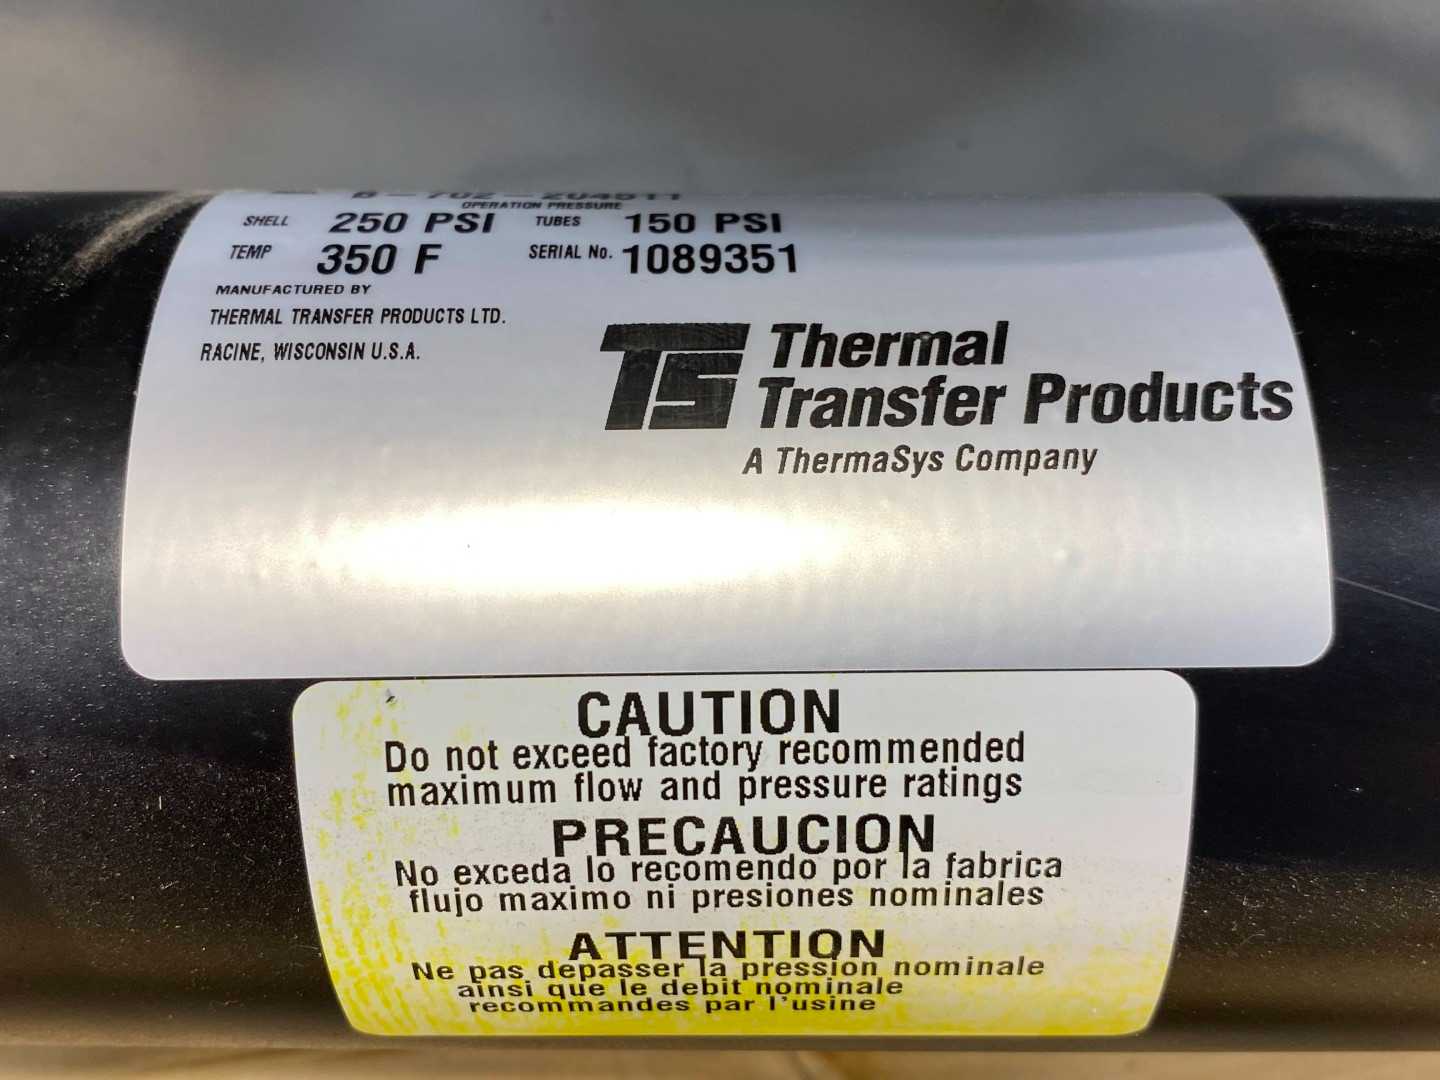 OPERATION PRESSURE
SHELL 250 PSI TUBES 150 PSI
TEMP 350 F SERIAL No. 1089351
MANUFACTURED BY
THERMAL TRANSFER PRODUCTS LTD.
RACINE, WISCONSIN U.S.A.
TS Thermal
Transfer Products
A ThermaSys Company
CAUTION
Do not exceed factory recommended
maximum flow and pressure ratings
PRECAUCION
No exceda lo recomendo por la fabrica
flujo maximo ni presiones nominales
ATTENTION
Ne pas depasser la pression nominale
ainsi que le debit nominale
recommandes par l'usine